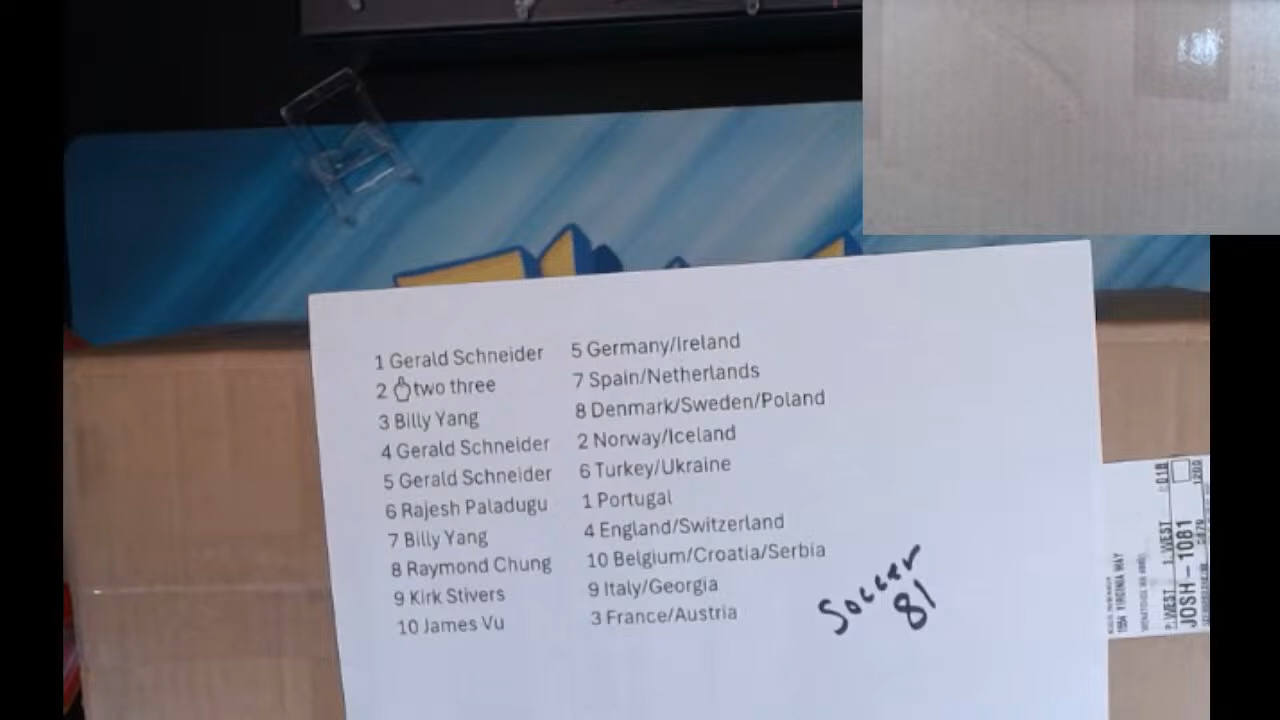 1 Gerald Schneider 5 Germany/Ireland
2 🖕two three 7 Spain/Netherlands
3 Billy Yang 8 Denmark/Sweden/Poland
4 Gerald Schneider 2 Norway/Iceland
5 Gerald Schneider 6 Turkey/Ukraine
6 Rajesh Paladugu 1 Portugal
7 Billy Yang 4 England/Switzerland
8 Raymond Chung 10 Belgium/Croatia/Serbia
9 Kirk Stivers 9 Italy/Georgia
10 James Vu 3 France/Austria
Soccer
81
JOSH - 1081